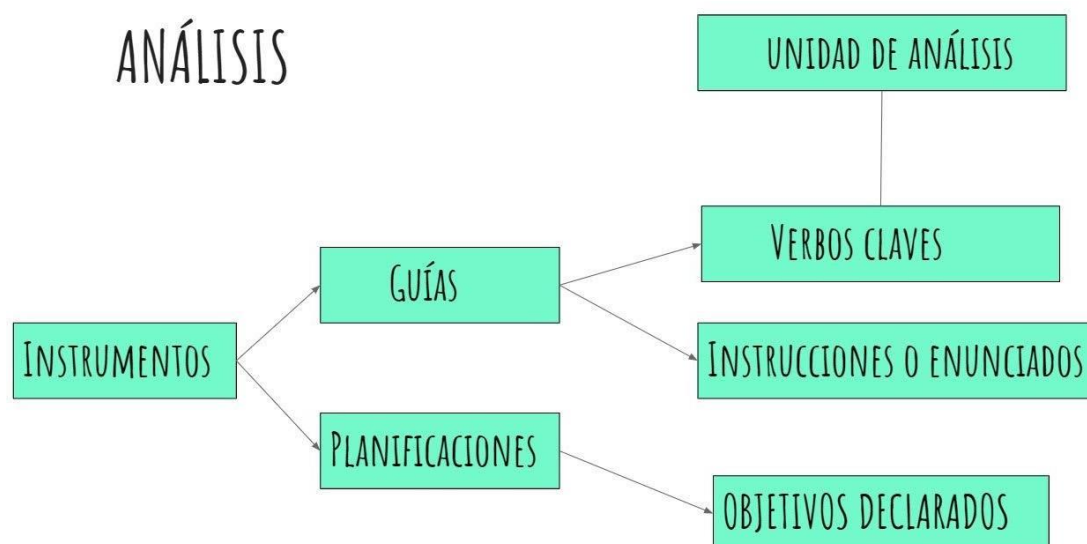 ANÁLISIS
UNIDAD DE ANÁLISIS
VERBOS CLAVES
GUÍAS
INSTRUMENTOS
INSTRUCCIONES O ENUNCIADOS
PLANIFICACIONES
OBJETIVOS DECLARADOS